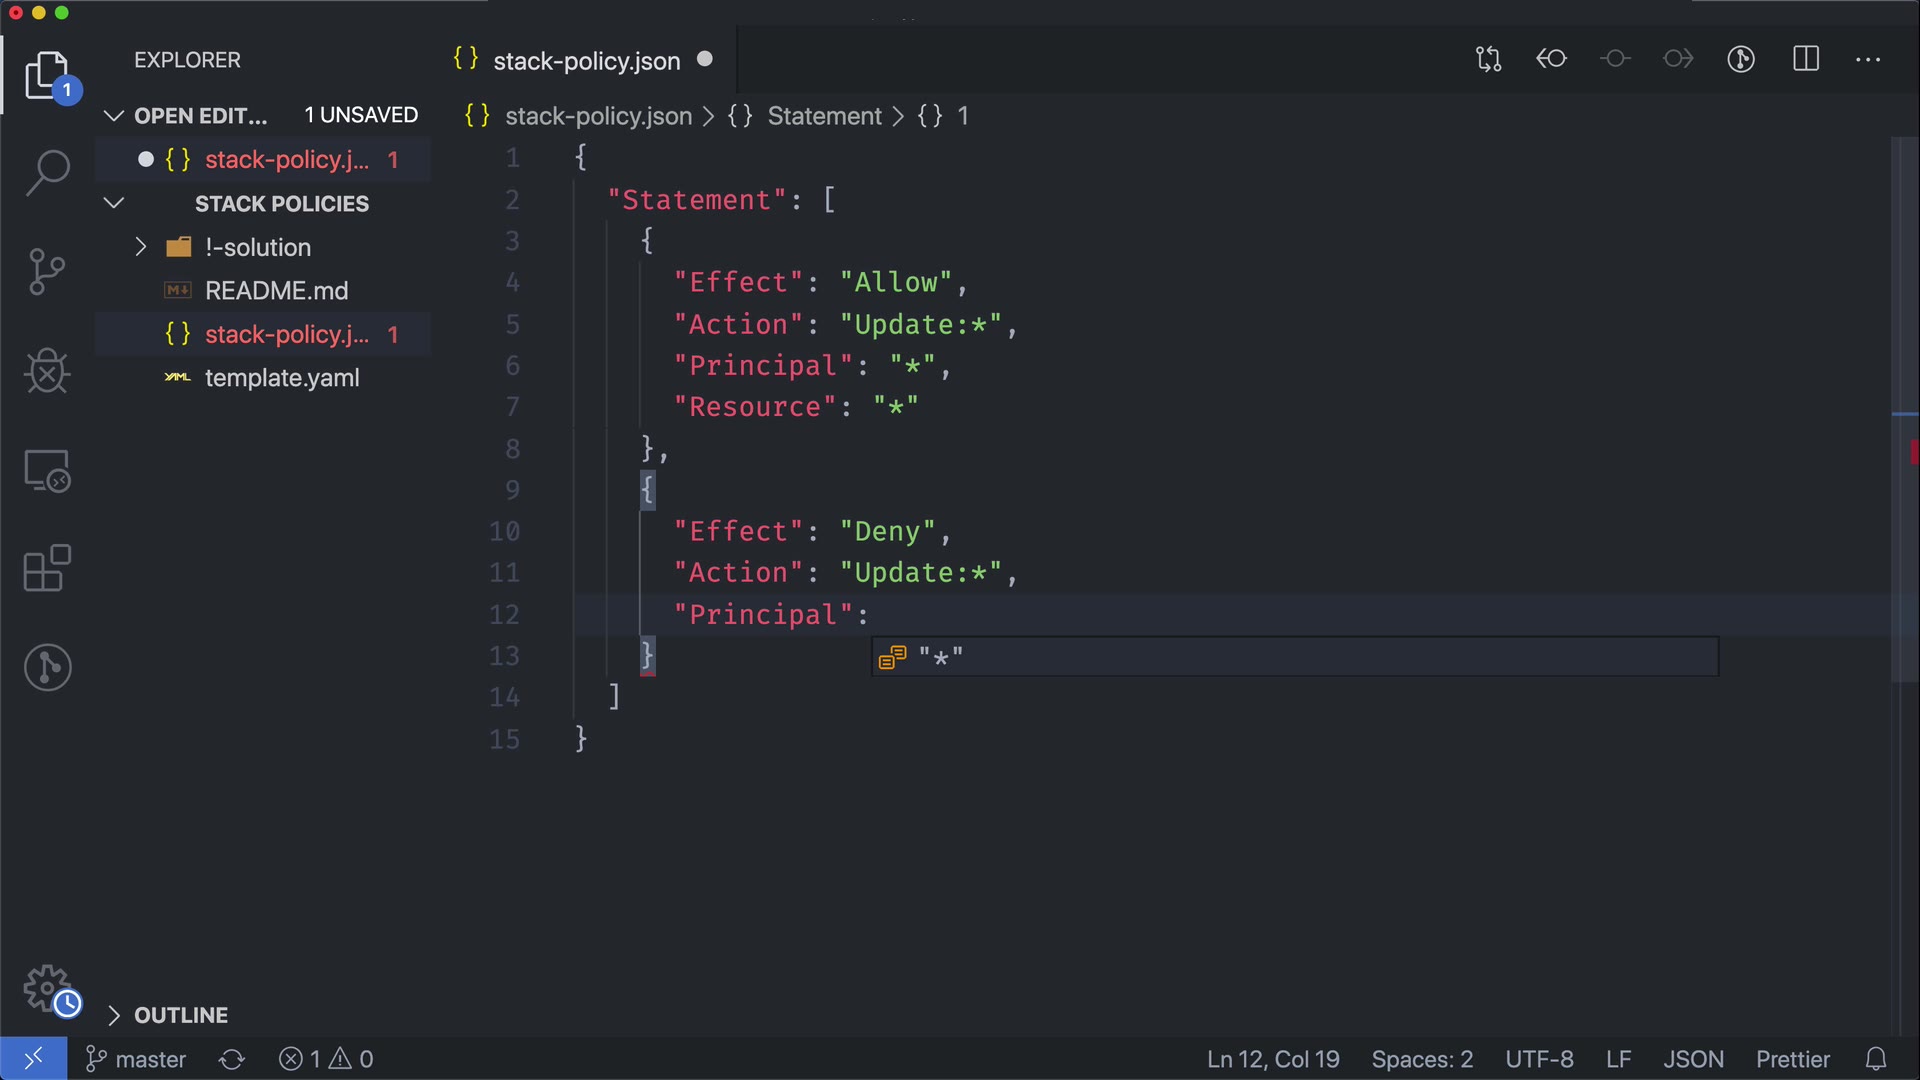 EXPLORER
OPEN EDIT... 1 UNSAVED
{} stack-policy.j... 1
STACK POLICIES
!-solution
README.md
{} stack-policy.j... 1
YAML template.yaml
OUTLINE
1
{} stack-policy.json
{} stack-policy.json > {} Statement > {} 1
1 {
2 "Statement": [
3 {
4 "Effect": "Allow",
5 "Action": "Update:*",
6 "Principal": "*",
7 "Resource": "*"
8 },
9 {
10 "Effect": "Deny",
11 "Action": "Update:*",
12 "Principal":
13 }
"*"
14 ]
15 }
master 1 0 Ln 12, Col 19 Spaces: 2 UTF-8 LF JSON Prettier